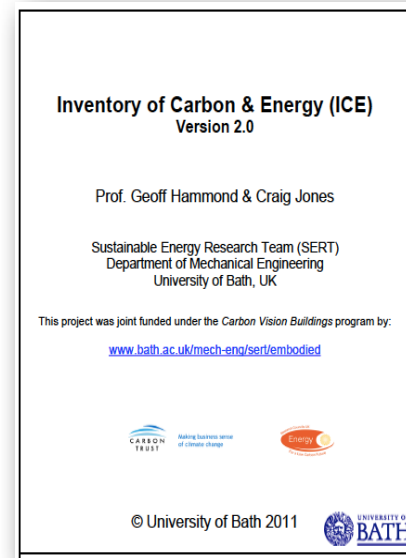 Inventory of Carbon & Energy (ICE)
Version 2.0
Prof. Geoff Hammond & Craig Jones
Sustainable Energy Research Team (SERT)
Department of Mechanical Engineering
University of Bath, UK
This project was joint funded under the Carbon Vision Buildings program by:
www.bath.ac.uk/mech-eng/sert/embodied
CARBON
TRUST
Making business sense
of climate change
Energy
© University of Bath 2011
UNIVERSITY OF
BATH